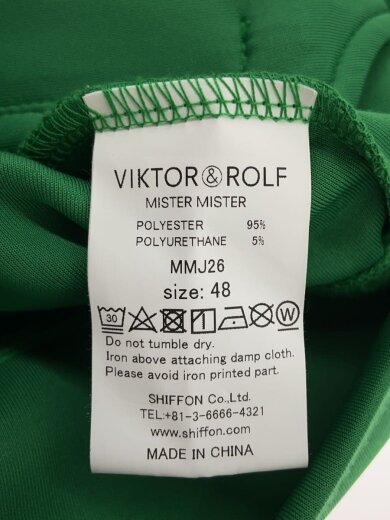 VIKTOR&ROLF
MISTER MISTER
POLYESTER 95%
POLYURETHANE 5%
MMJ26
size: 48
30 W
Do not tumble dry.
Iron above attaching damp cloth.
Please avoid iron printed part.
SHIFFON Co.,Ltd.
TEL:+81-3-6666-4321
www.shiffon.com
MADE IN CHINA